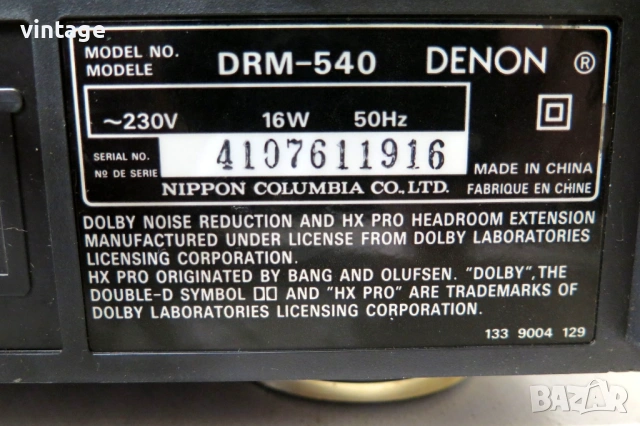 vintage
MODEL NO.
MODELE
DRM-540 DENON ®
~230V 16W 50Hz
SERIAL NO.
Nº DE SERIE
4107611916
MADE IN CHINA
FABRIQUE EN CHINE
NIPPON COLUMBIA CO., LTD.
DOLBY NOISE REDUCTION AND HX PRO HEADROOM EXTENSION
MANUFACTURED UNDER LICENSE FROM DOLBY LABORATORIES
LICENSING CORPORATION.
HX PRO ORIGINATED BY BANG AND OLUFSEN. "DOLBY", THE
DOUBLE-D SYMBOL AND "HX PRO" ARE TRADEMARKS OF
DOLBY LABORATORIES LICENSING CORPORATION.
133 9004 129
BAZAR